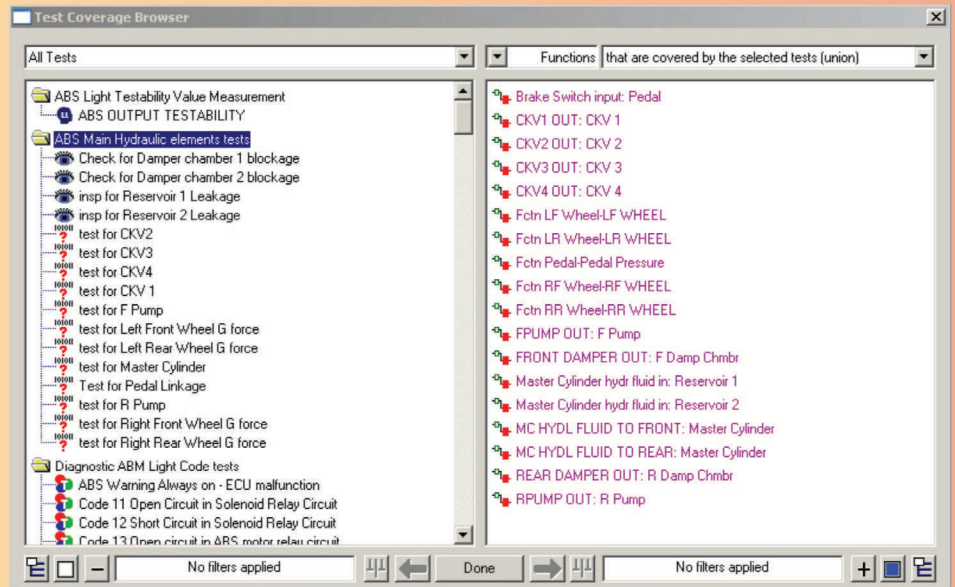 Test Coverage Browser
All Tests
Functions that are covered by the selected tests (union)
ABS Light Testability Value Measurement
ABS OUTPUT TESTABILITY
ABS Main Hydraulic elements tests
Check for Damper chamber 1 blockage
Check for Damper chamber 2 blockage
insp for Reservoir 1 Leakage
insp for Reservoir 2 Leakage
test for CKV2
test for CKV3
test for CKV4
test for CKV 1
test for F Pump
test for Left Front Wheel G force
test for Left Rear Wheel G force
test for Master Cylinder
Test for Pedal Linkage
test for R Pump
test for Right Front Wheel G force
test for Right Rear Wheel G force
Diagnostic ABM Light Code tests
ABS Warning Always on - ECU malfunction
Code 11 Open Circuit in Solenoid Relay Circuit
Code 12 Short Circuit in Solenoid Relay Circuit
Code 13 Open circuit in ABS motor relau circuit
Brake Switch input: Pedal
CKV1 OUT: CKV 1
CKV2 OUT: CKV 2
CKV3 OUT: CKV 3
CKV4 OUT: CKV 4
Fctn LF Wheel-LF WHEEL
Fctn LR Wheel-LR WHEEL
Fctn Pedal-Pedal Pressure
Fctn RF Wheel-RF WHEEL
Fctn RR Wheel-RR WHEEL
FPUMP OUT: F Pump
FRONT DAMPER OUT: F Damp Chmbr
Master Cylinder hydr fluid in: Reservoir 1
Master Cylinder hydr fluid in: Reservoir 2
MC HYDL FLUID TO FRONT: Master Cylinder
MC HYDL FLUID TO REAR: Master Cylinder
REAR DAMPER OUT: R Damp Chmbr
RPUMP OUT: R Pump
No filters applied
Done
No filters applied